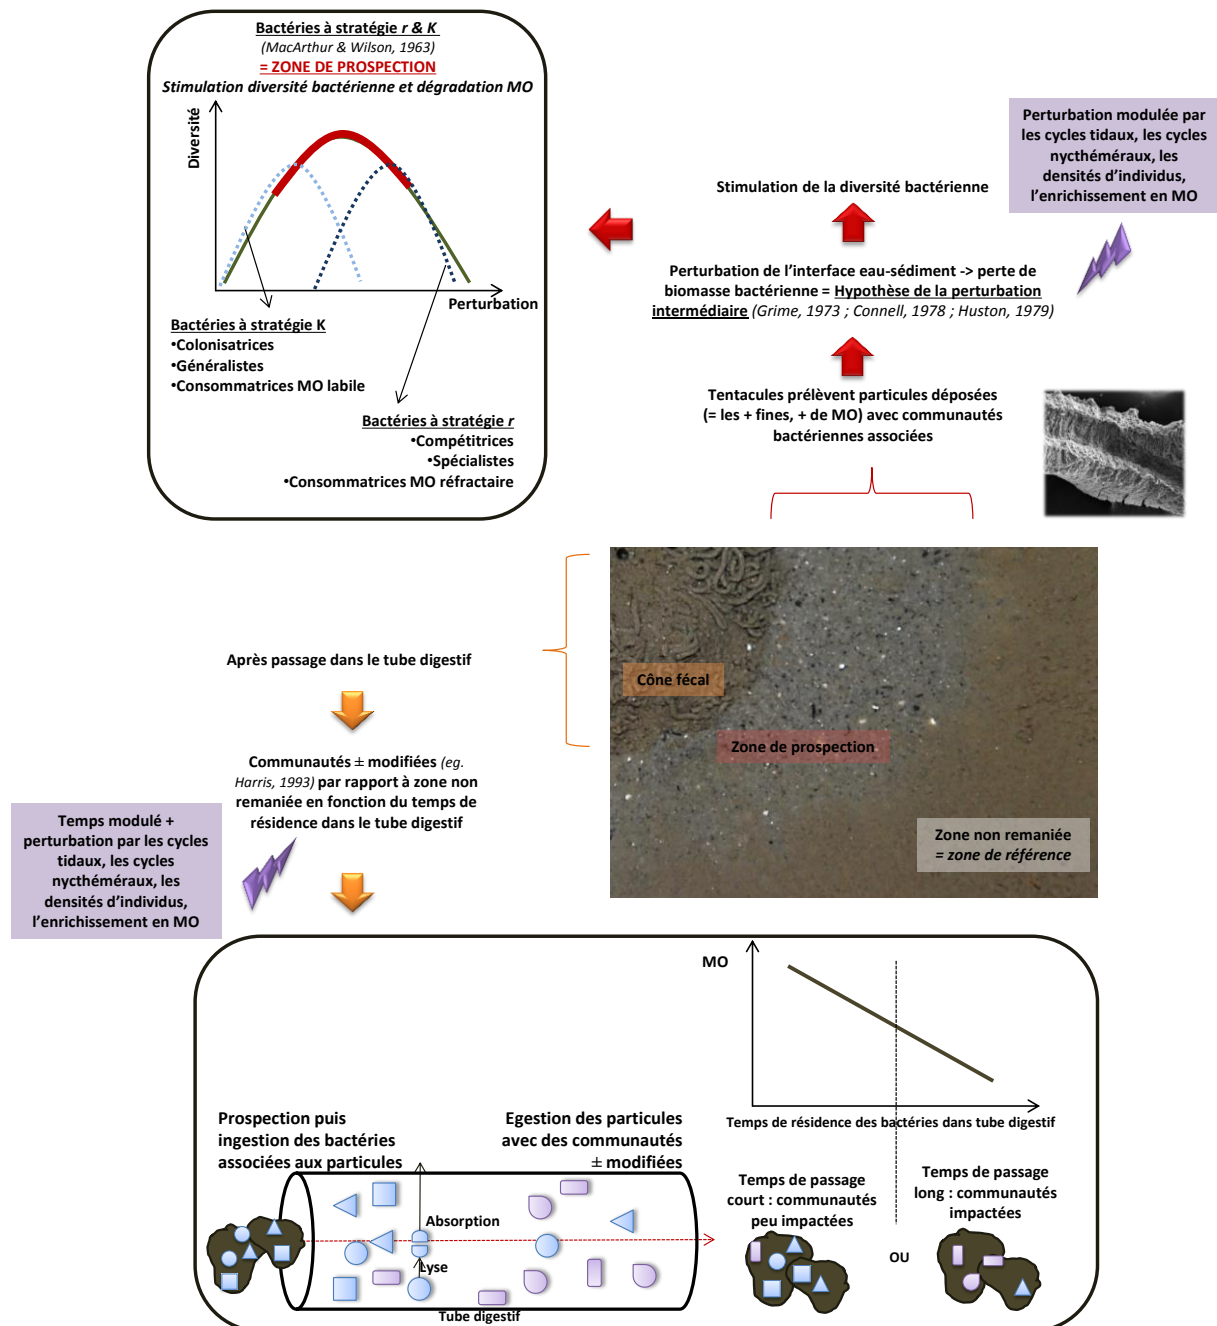 Bactéries à stratégie r & K
(MacArthur & Wilson, 1963)
= ZONE DE PROSPECTION
Stimulation diversité bactérienne et dégradation MO
Diversité
Perturbation
Bactéries à stratégie K
•Colonisatrices
•Généralistes
•Consommatrices MO labile
Bactéries à stratégie r
•Compétitrices
•Spécialistes
•Consommatrices MO réfractaire
Perturbation modulée par
les cycles tidaux, les cycles
nycthéméraux, les
densités d’individus,
l’enrichissement en MO
Stimulation de la diversité bactérienne
Perturbation de l’interface eau-sédiment -> perte de
biomasse bactérienne = Hypothèse de la perturbation
intermédiaire (Grime, 1973 ; Connell, 1978 ; Huston, 1979)
Tentacules prélèvent particules déposées
(= les + fines, + de MO) avec communautés
bactériennes associées
Cône fécal
Zone de prospection
Zone non remaniée
= zone de référence
Après passage dans le tube digestif
Communautés ± modifiées (eg.
Harris, 1993) par rapport à zone non
remaniée en fonction du temps de
résidence dans le tube digestif
Temps modulé +
perturbation par les cycles
tidaux, les cycles
nycthéméraux, les
densités d’individus,
l’enrichissement en MO
MO
Temps de résidence des bactéries dans tube digestif
Prospection puis
ingestion des bactéries
associées aux particules
Egestion des particules
avec des communautés
± modifiées
Absorption
Lyse
Tube digestif
Temps de passage
court : communautés
peu impactées
OU
Temps de passage
long : communautés
impactées